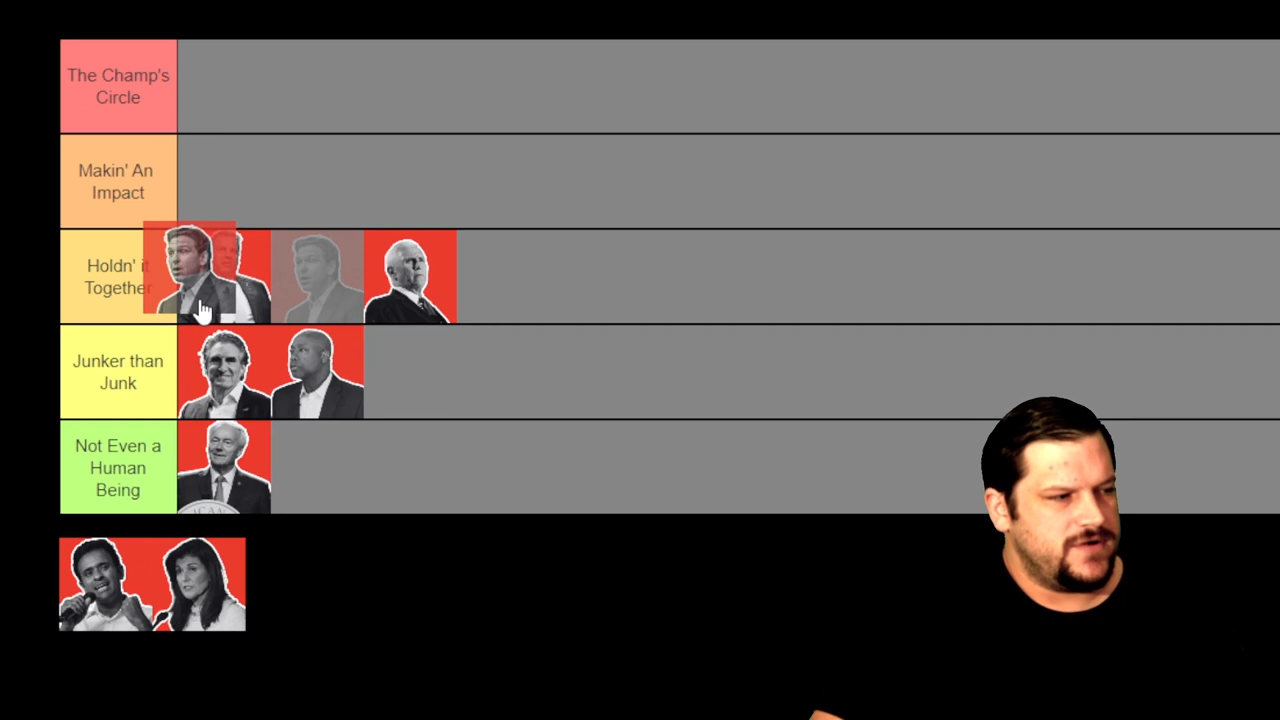 The Champ's
Circle
Makin' An
Impact
Holdn' it
Together
Junker than
Junk
Not Even a
Human
Being